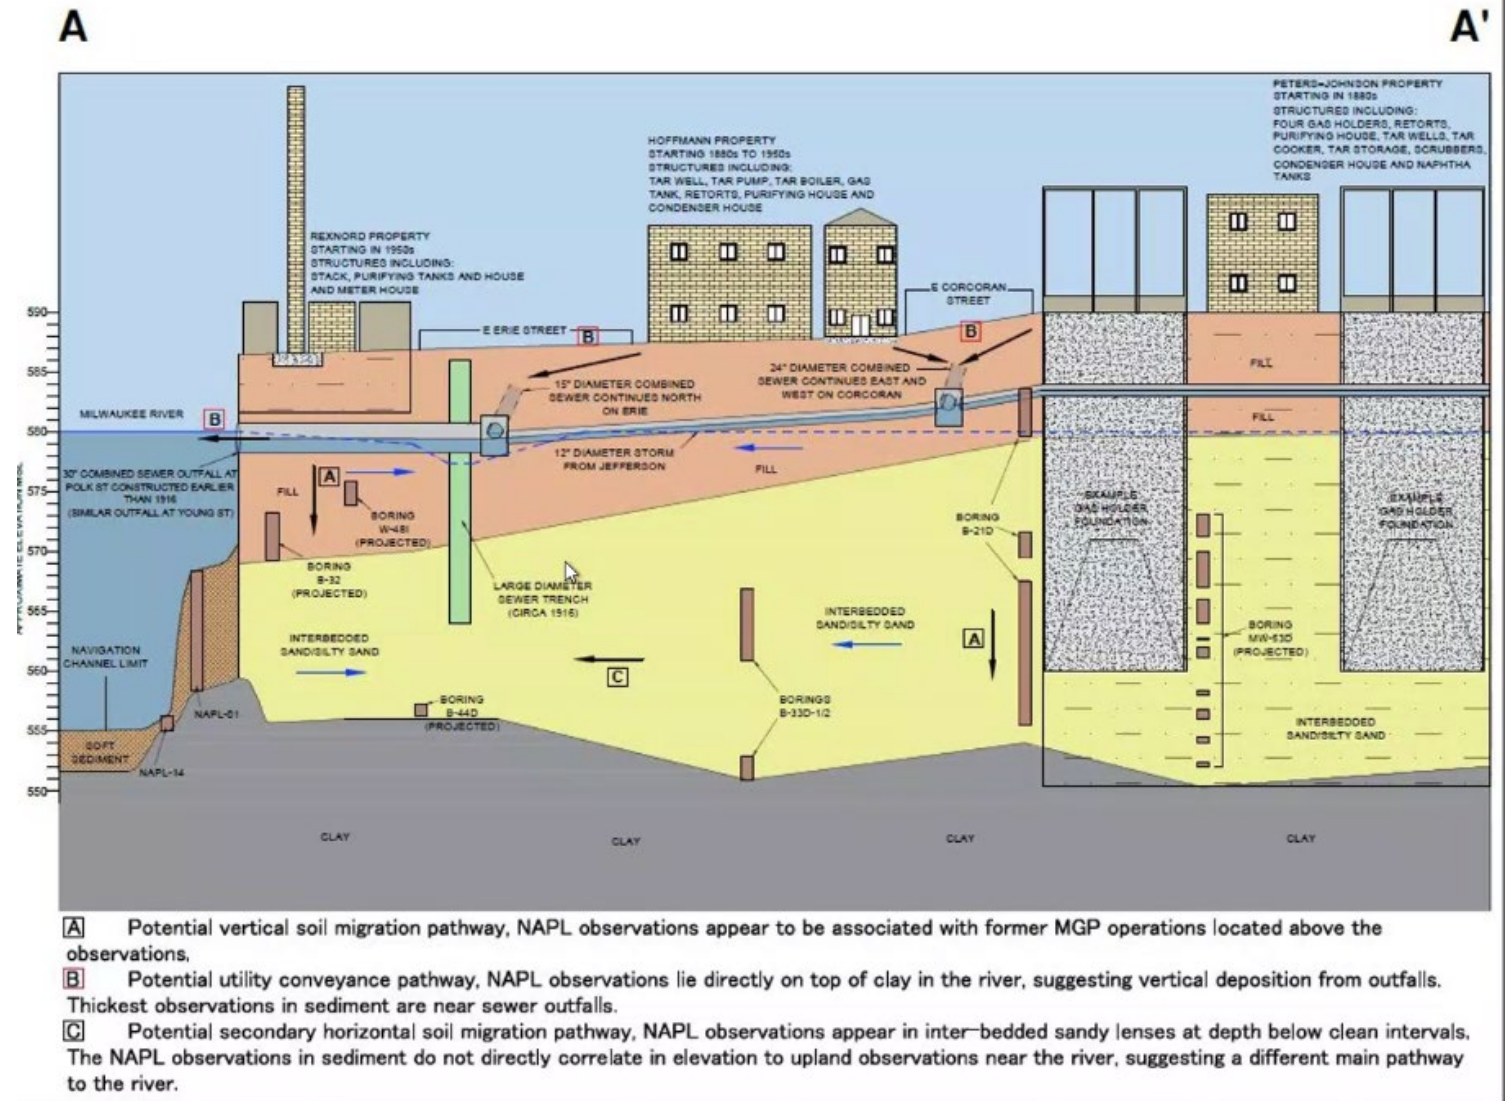 A
A'
PETERS-JOHNSON PROPERTY
STARTING IN 1880s
STRUCTURES INCLUDING:
FOUR GAS HOLDERS, RETORTS,
PURIFYING HOUSE, TAR WELLS, TAR
COOKER, TAR STORAGE, SCRUBBERS,
CONDENSER HOUSE AND NAPHTHA
TANKS
HOFFMANN PROPERTY
STARTING 1880s TO 1950s
STRUCTURES INCLUDING:
TAR WELL, TAR PUMP, TAR BOILER, GAS
TANK, RETORTS, PURIFYING HOUSE AND
CONDENSER HOUSE
REXNORD PROPERTY
STARTING IN 1950s
STRUCTURES INCLUDING:
STACK, PURIFYING TANKS AND HOUSE
AND METER HOUSE
E ERIE STREET
B
E CORCORAN
STREET
B
590
585
580
575
570
565
560
555
550
MILWAUKEE RIVER
B
15" DIAMETER COMBINED
SEWER CONTINUES NORTH
ON ERIE
24" DIAMETER COMBINED
SEWER CONTINUES EAST AND
WEST ON CORCORAN
FILL
FILL
12" DIAMETER STORM
FROM JEFFERSON
FILL
30" COMBINED SEWER OUTFALL AT
POLK ST CONSTRUCTED EARLIER
THAN 1916
(SIMILAR OUTFALL AT YOUNG ST)
A
FILL
BORING
W-48I
(PROJECTED)
BORING
B-32
(PROJECTED)
LARGE DIAMETER
SEWER TRENCH
(CIRCA 1916)
BORING
B-21D
EXAMPLE
GAS HOLDER
FOUNDATION
EXAMPLE
GAS HOLDER
FOUNDATION
INTERBEDDED
SAND/SILTY SAND
INTERBEDDED
SAND/SILTY SAND
A
BORING
MW-53D
(PROJECTED)
NAVIGATION
CHANNEL LIMIT
C
NAPL-01
BORING
B-44D
(PROJECTED)
BORINGS
B-33D-1/2
INTERBEDDED
SAND/SILTY SAND
SOFT
SEDIMENT
NAPL-14
CLAY
CLAY
CLAY
CLAY
A Potential vertical soil migration pathway, NAPL observations appear to be associated with former MGP operations located above the
observations.
B Potential utility conveyance pathway, NAPL observations lie directly on top of clay in the river, suggesting vertical deposition from outfalls.
Thickest observations in sediment are near sewer outfalls.
C Potential secondary horizontal soil migration pathway, NAPL observations appear in inter-bedded sandy lenses at depth below clean intervals.
The NAPL observations in sediment do not directly correlate in elevation to upland observations near the river, suggesting a different main pathway
to the river.